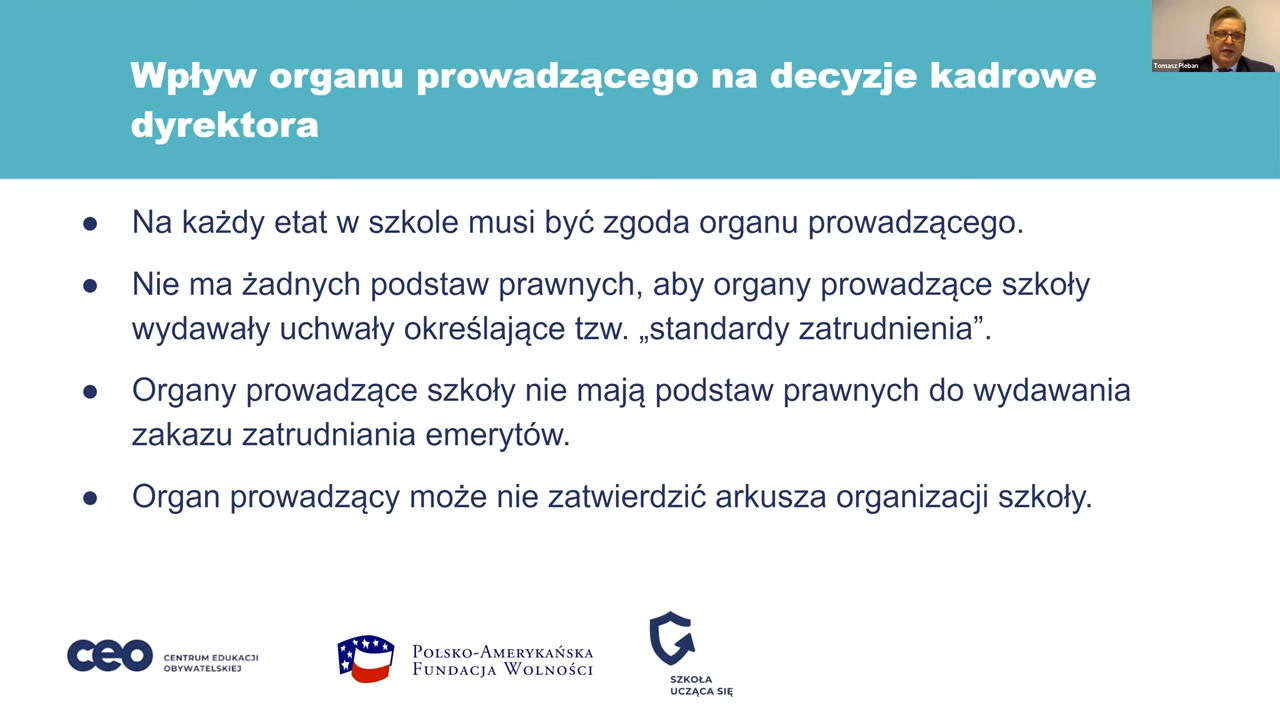 Wpływ organu prowadzącego na decyzje kadrowe
dyrektora
Tomasz Pleban
● Na każdy etat w szkole musi być zgoda organu prowadzącego.
● Nie ma żadnych podstaw prawnych, aby organy prowadzące szkoły
wydawały uchwały określające tzw. „standardy zatrudnienia”.
● Organy prowadzące szkoły nie mają podstaw prawnych do wydawania
zakazu zatrudniania emerytów.
● Organ prowadzący może nie zatwierdzić arkusza organizacji szkoły.
ceo
CENTRUM EDUKACJI
OBYWATELSKIEJ
POLSKO-AMERYKAŃSKA
FUNDACJA WOLNOŚCI
SZKOŁA
UCZĄCA SIĘ